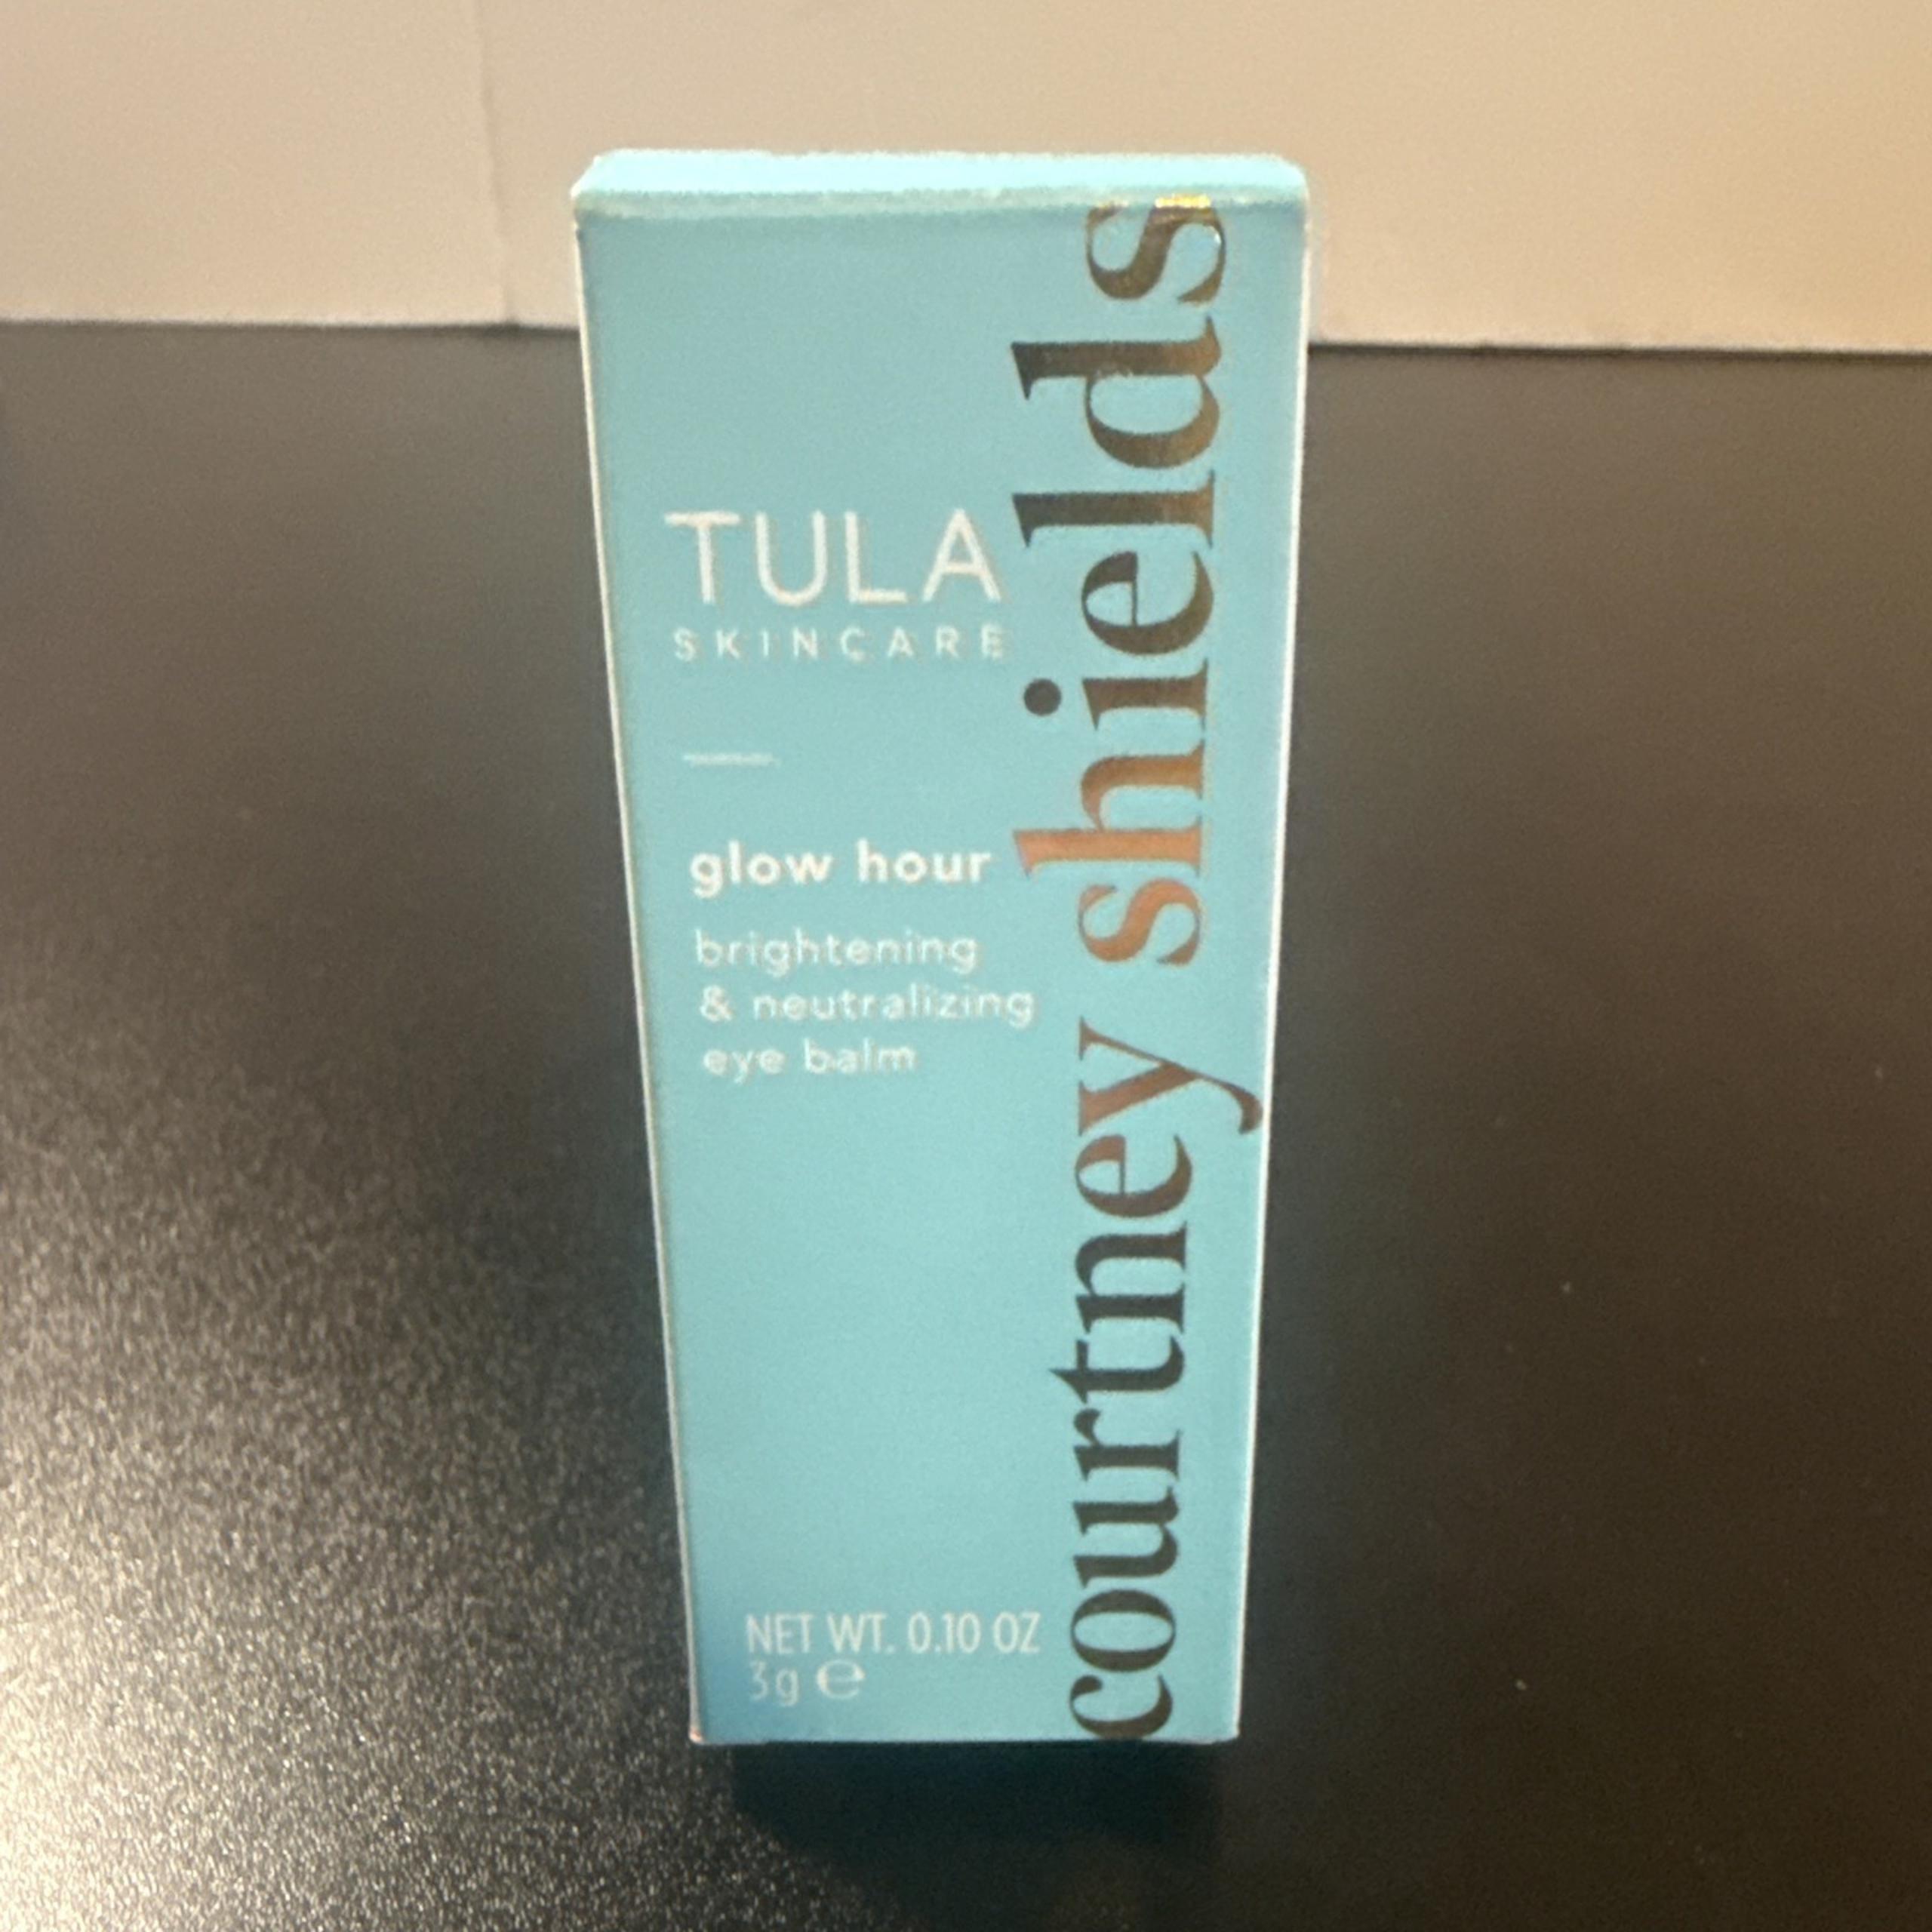 TULA
SKINCARE
glow hour
brightening
& neutralizing
eye balm
NET WT. 0.10 OZ
3g ℮
courtney shields